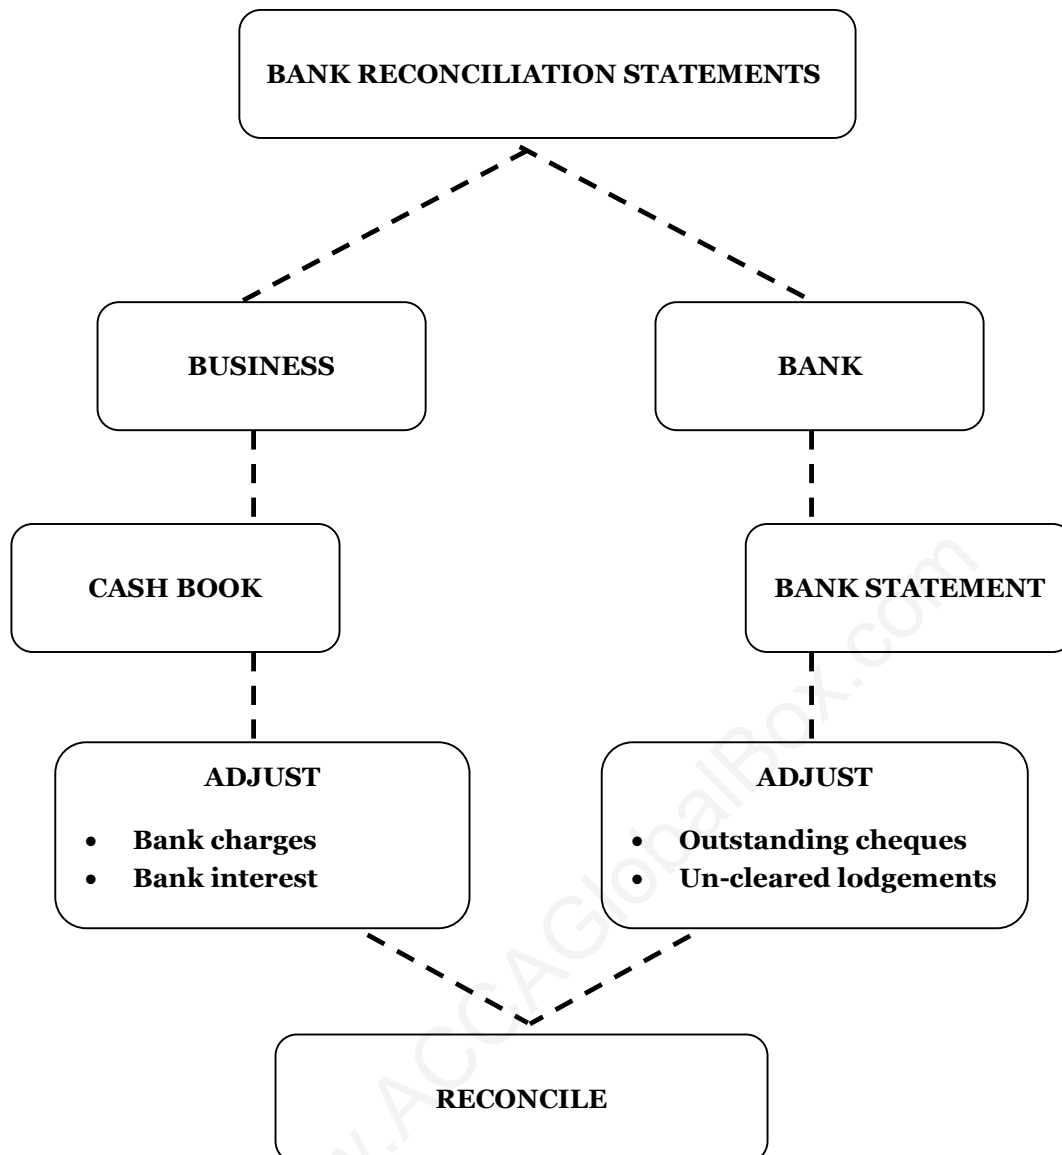 BANK RECONCILIATION STATEMENTS
BUSINESS
BANK
CASH BOOK
BANK STATEMENT
ADJUST
• Bank charges
• Bank interest
ADJUST
• Outstanding cheques
• Un-cleared lodgements
RECONCILE
w.ACCAGlobalBox.com